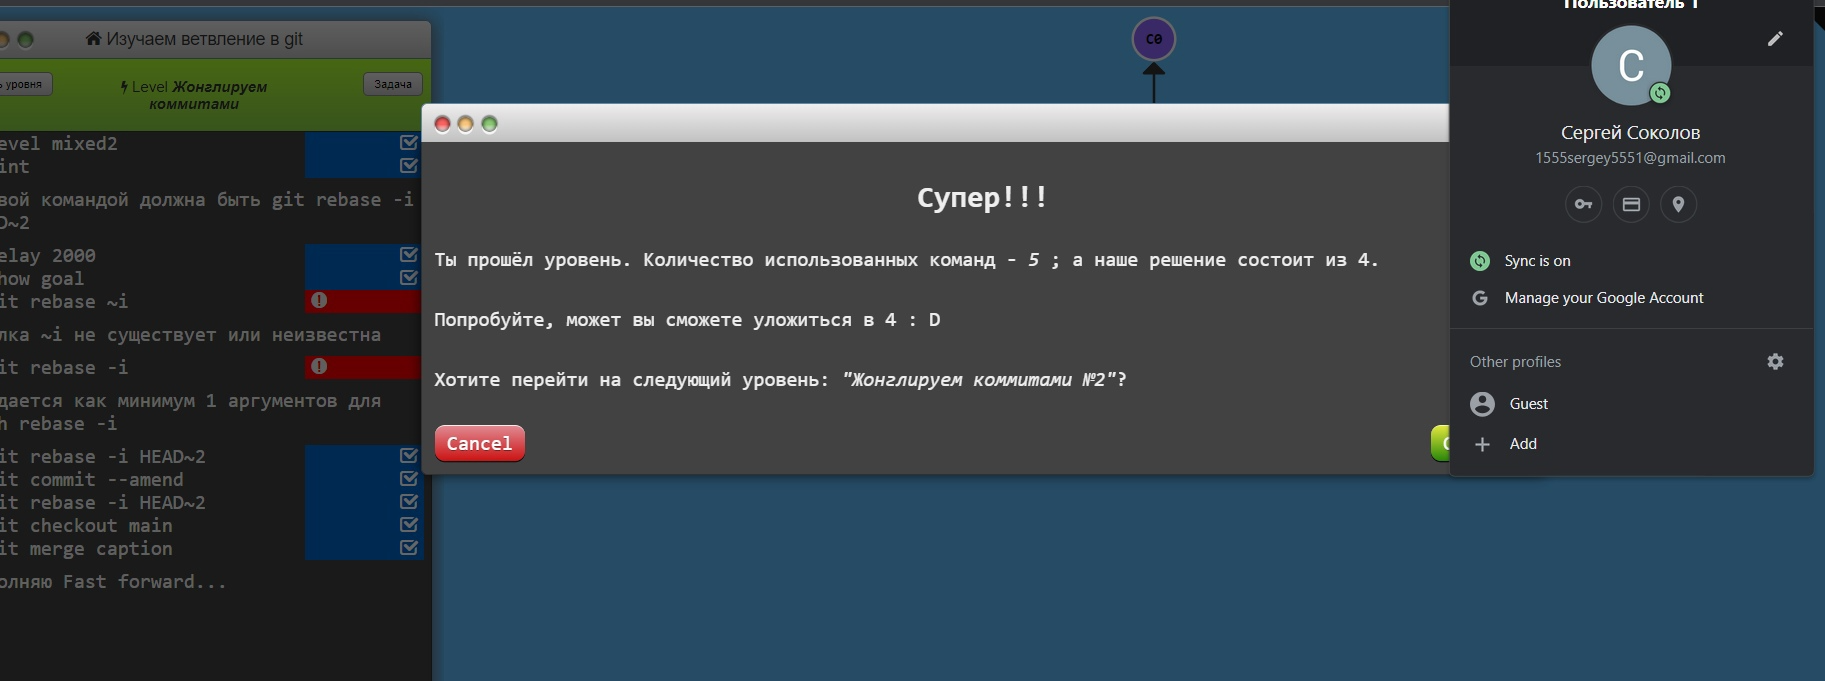 Изучаем ветвление в git
ь уровня
Level Жонглируем
коммитами
Задача
evel mixed2
int
вой командой должна быть git rebase -i
D~2
elay 2000
how goal
it rebase ~i
лка ~i не существует или неизвестна
it rebase -i
дается как минимум 1 аргументов для
h rebase -i
it rebase -i HEAD~2
it commit --amend
it rebase -i HEAD~2
it checkout main
it merge caption
олняю Fast forward...
C0
Супер!!!
Ты прошёл уровень. Количество использованных команд - 5 ; а наше решение состоит из 4.
Попробуйте, может вы сможете уложиться в 4 : D
Хотите перейти на следующий уровень: "Жонглируем коммитами №2"?
Cancel
Пользователь 1
C
Сергей Соколов
1555sergey5551@gmail.com
Sync is on
G Manage your Google Account
Other profiles
Guest
Add